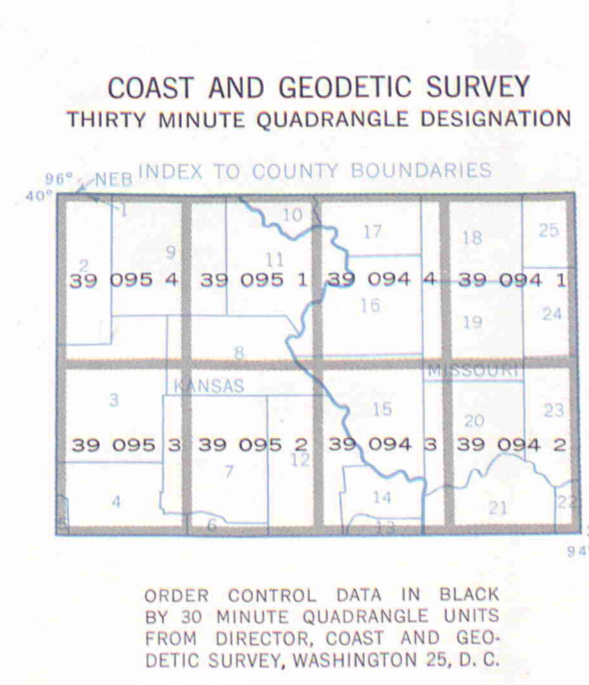 COAST AND GEODETIC SURVEY
THIRTY MINUTE QUADRANGLE DESIGNATION
INDEX TO COUNTY BOUNDARIES
96° NEB
40°
1
10
17
18
25
2
9
11
39 095 4 39 095 1 39 094 4 39 094 1
16
19
24
8
KANSAS
MISSOURI
3
15
20
23
39 095 3 39 095 2 39 094 3 39 094 2
7
12
4
14
21
22
5
6
13
94°
ORDER CONTROL DATA IN BLACK
BY 30 MINUTE QUADRANGLE UNITS
FROM DIRECTOR, COAST AND GEO-
DETIC SURVEY, WASHINGTON 25, D. C.